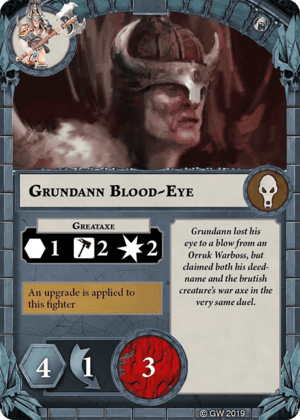 Grundann Blood-Eye
Greataxe
1 2 2
An upgrade is applied to
this fighter
Grundann lost his
eye to a blow from an
Orruk Warboss, but
claimed both his deed-
name and the brutish
creature's war axe in the
very same duel.
4 1 3
© GW 2019